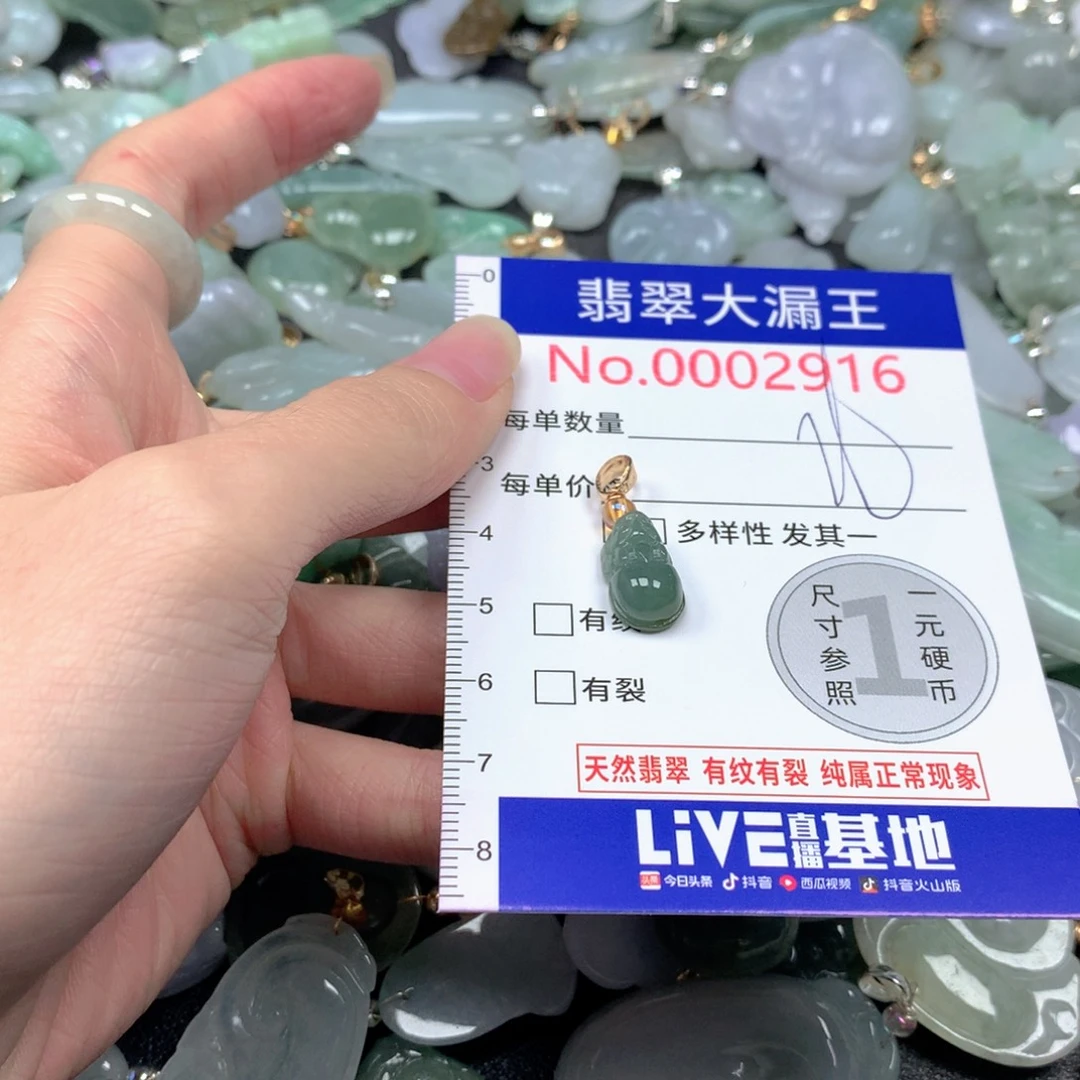 翡翠大漏王
No.0002916
每单数量
每单价
多样性 发其一
有纹
有裂
尺寸参照
1
一元硬币
天然翡翠 有纹有裂 纯属正常现象
LiVE直播基地
头条 今日头条 抖音 西瓜视频 抖音火山版
0
3
4
5
6
7
8